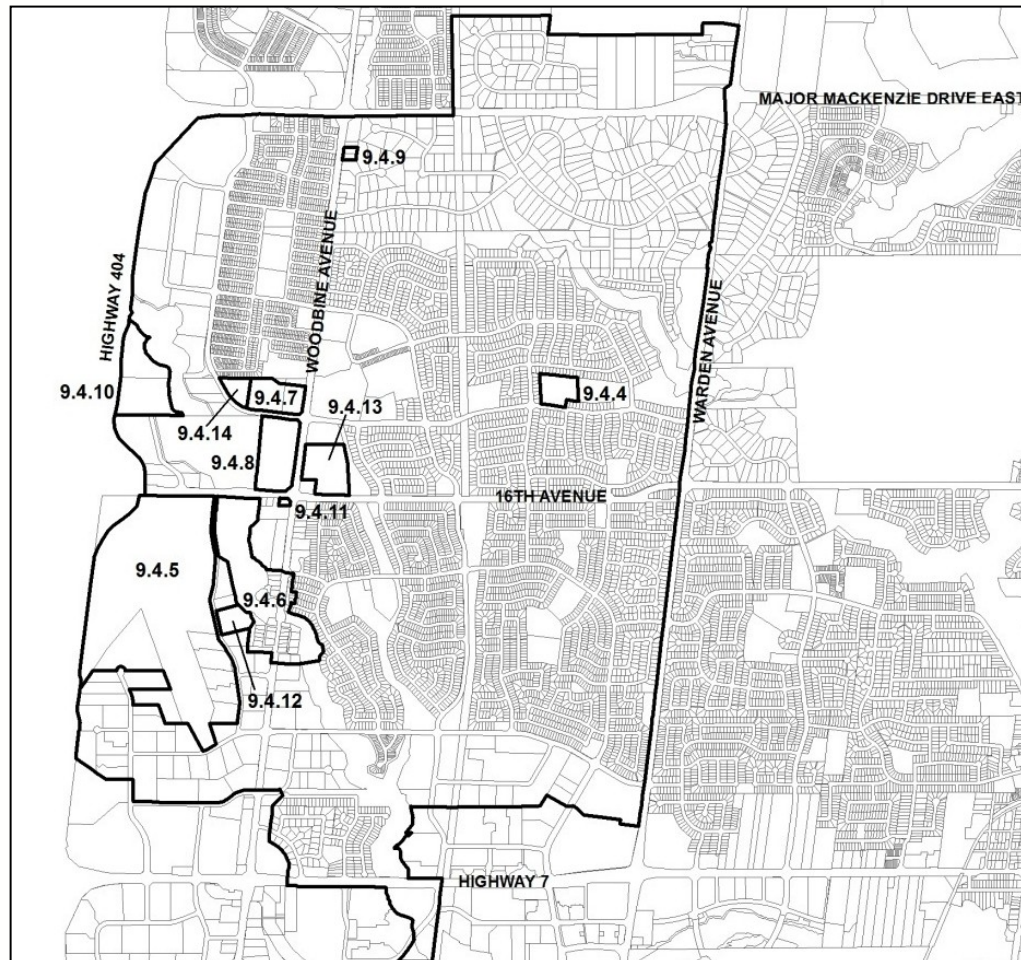 MAJOR MACKENZIE DRIVE EAST
9.4.9
WOODBINE AVENUE
HIGHWAY 404
WARDEN AVENUE
9.4.10
9.4.7
9.4.4
9.4.14
9.4.13
9.4.8
16TH AVENUE
9.4.11
9.4.5
9.4.6
9.4.12
HIGHWAY 7